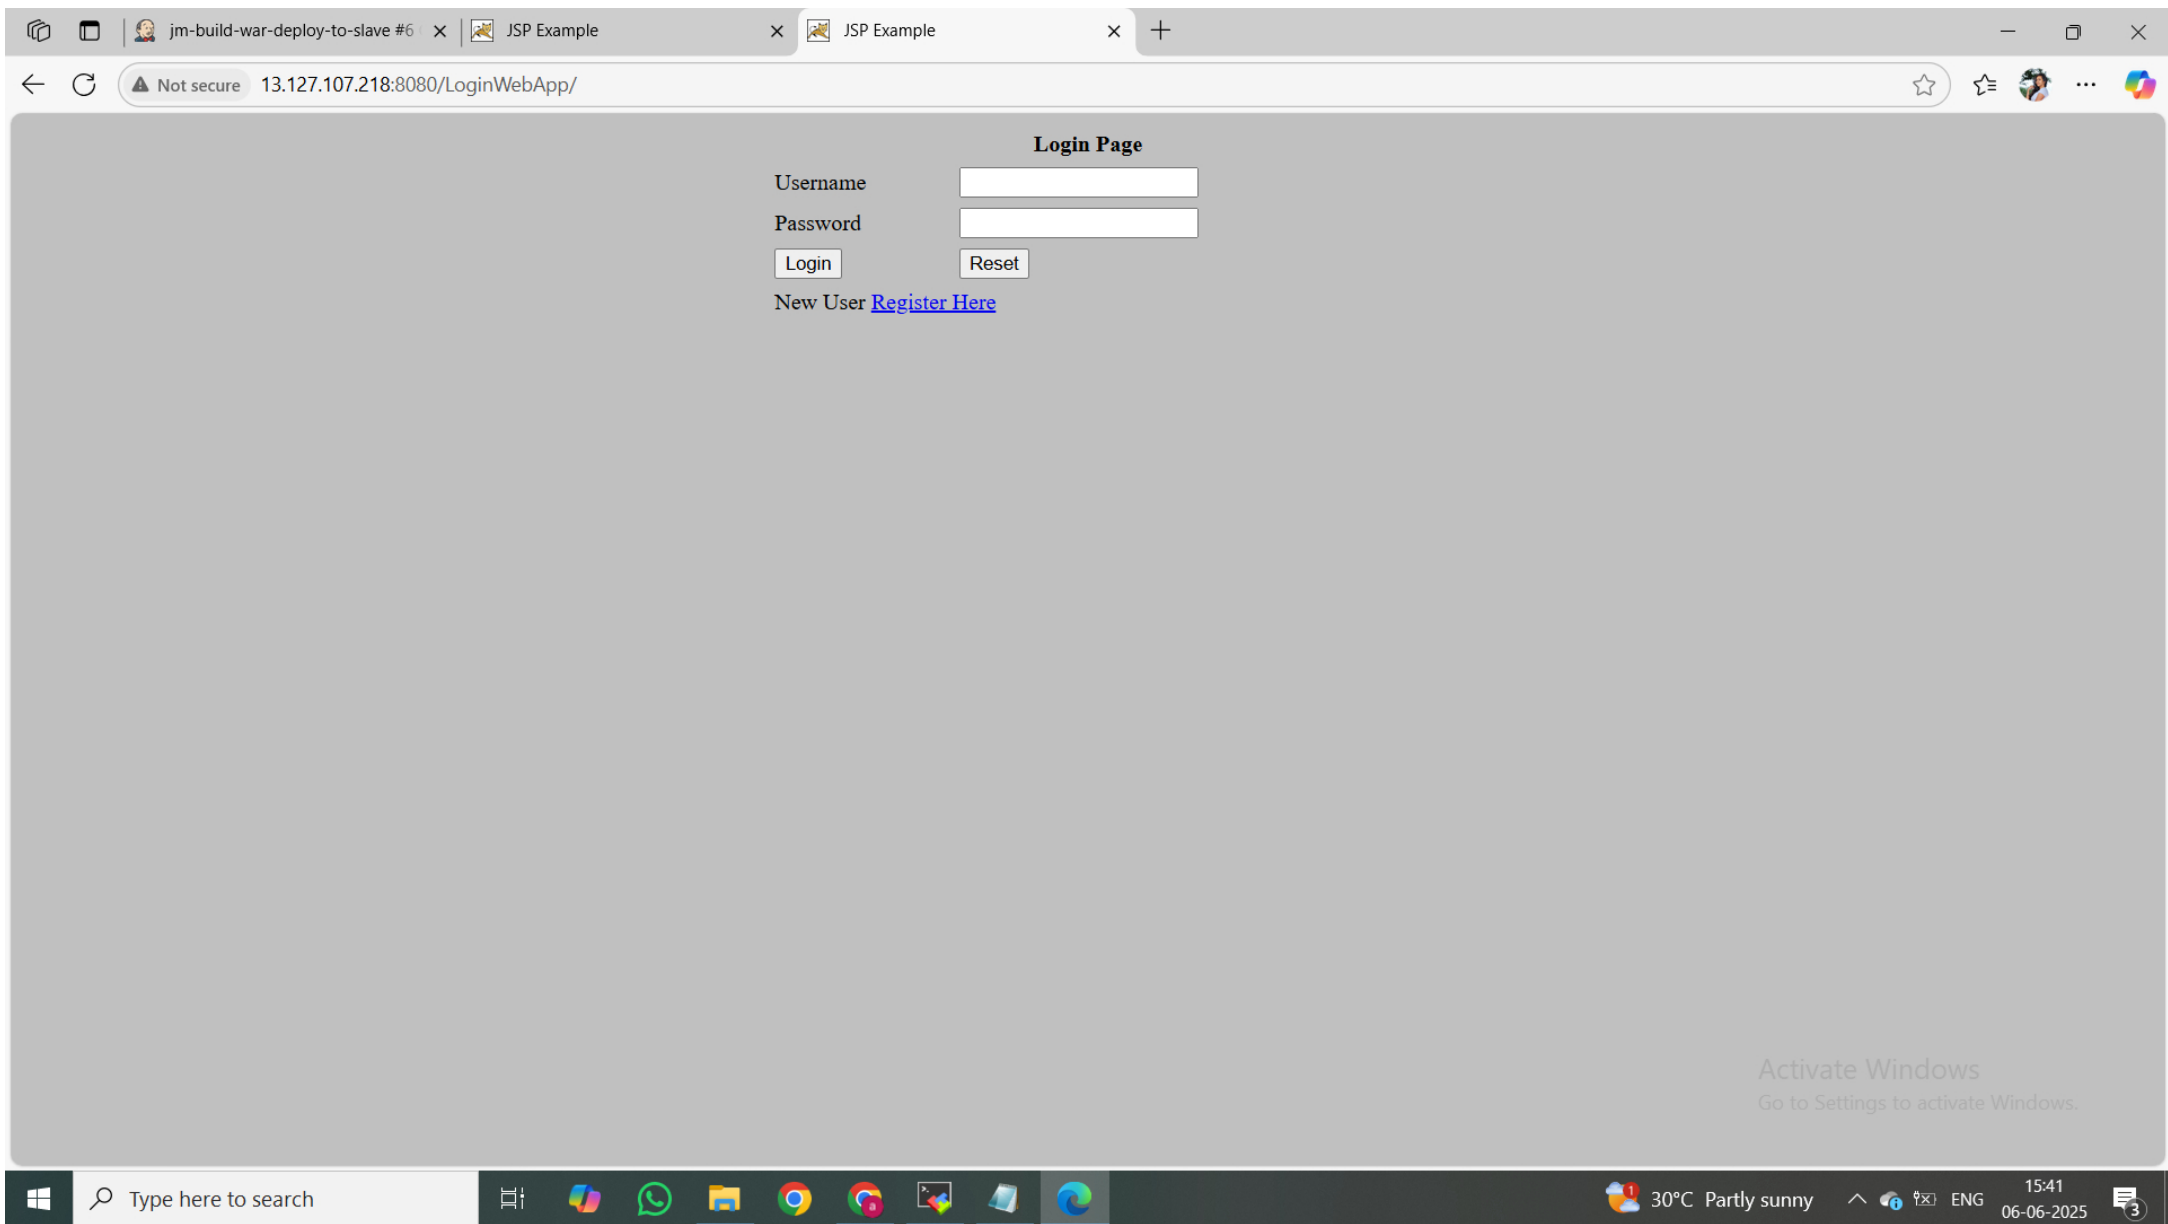 jm-build-war-deploy-to-slave #6
JSP Example
JSP Example
Not secure
13.127.107.218:8080/LoginWebApp/
Login Page
Username
Password
Login Reset
New User Register Here
Activate Windows
Go to Settings to activate Windows.
Type here to search
a
1
30°C Partly sunny
ENG
15:41
06-06-2025
3